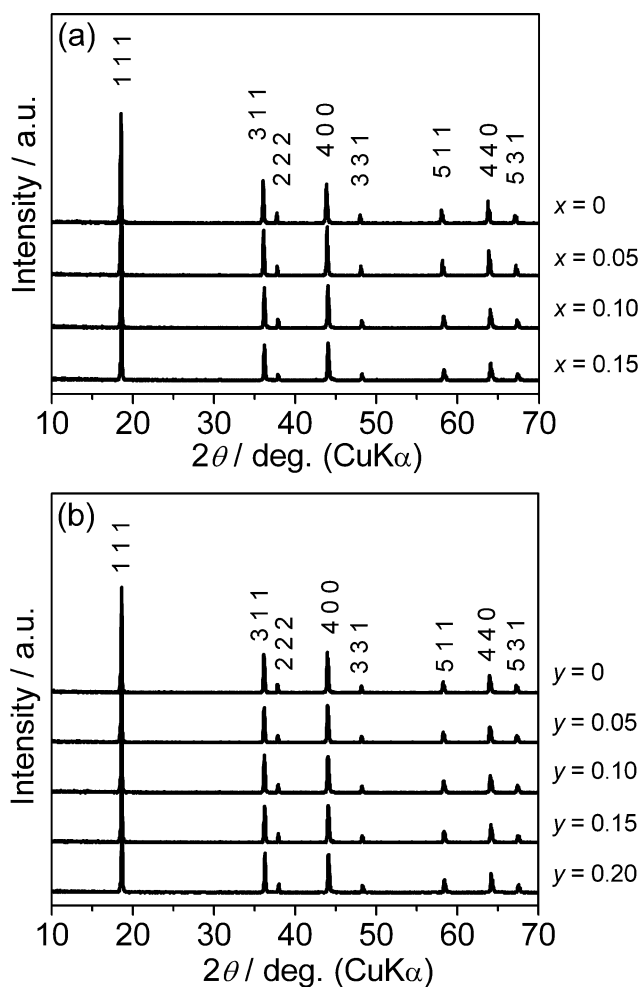 (a)
Intensity / a.u.
1 1 1
3 1 1
2 2 2
4 0 0
3 3 1
5 1 1
4 4 0
5 3 1
x = 0
x = 0.05
x = 0.10
x = 0.15
10 20 30 40 50 60 70
2θ / deg. (CuKα)
(b)
Intensity / a.u.
1 1 1
3 1 1
2 2 2
4 0 0
3 3 1
5 1 1
4 4 0
5 3 1
y = 0
y = 0.05
y = 0.10
y = 0.15
y = 0.20
10 20 30 40 50 60 70
2θ / deg. (CuKα)